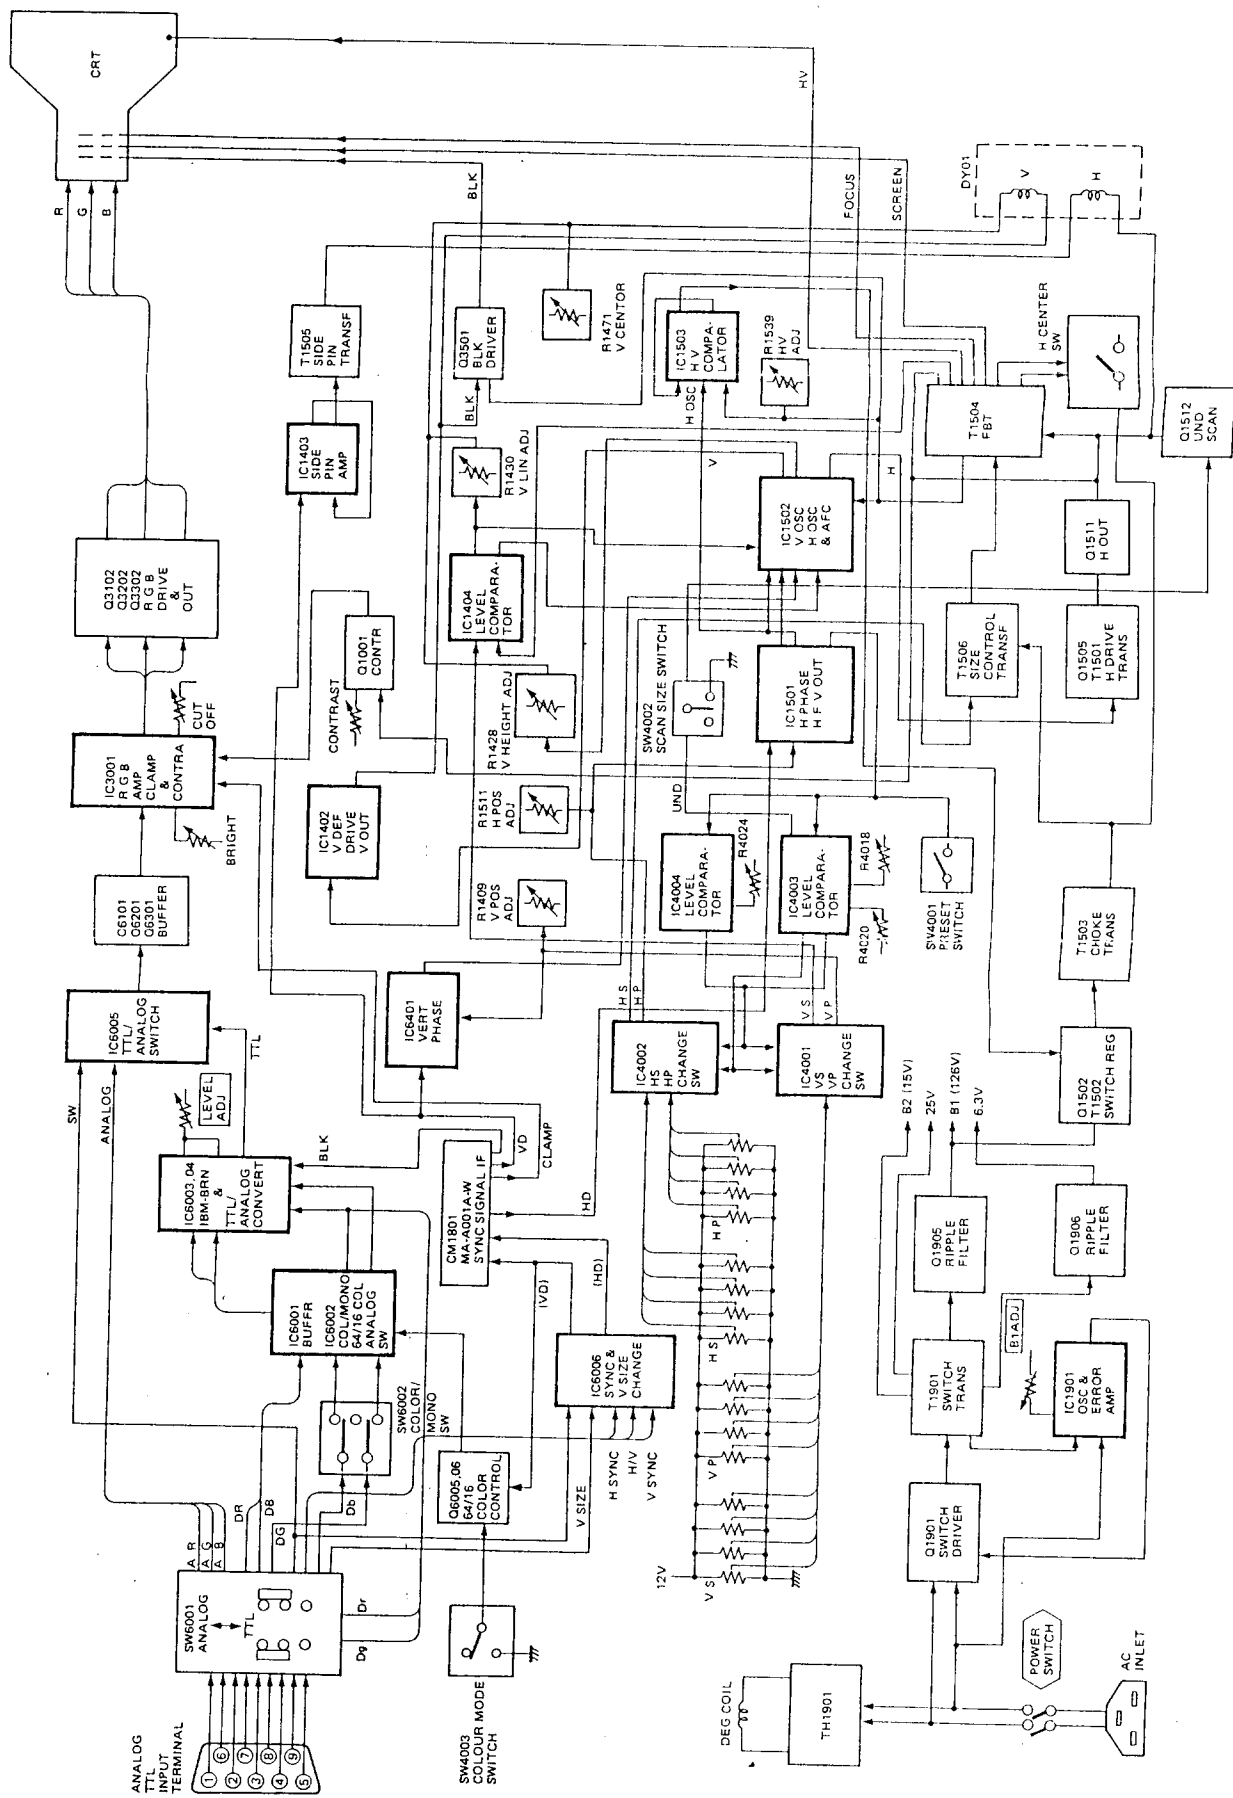 ANALOG
TTL
INPUT
TERMINAL
1
6
2
7
3
8
4
9
5
SW6001
ANALOG
TTL
A R
A G
A B
DR
DB
DG
Db
Dr
Dg
SW
ANALOG
SW4003
COLOUR MODE
SWITCH
Q6005,06
64/16
COLOR
CONTROL
SW6002
COLOR/
MONO
SW
IC6001
BUFFR
IC6002
COL/MONO
64/16 COL
ANALOG
SW
IC6003,04
IBM-BRN
&
TTL/
ANALOG
CONVERT
LEVEL
ADJ
TTL
IC6005
TTL/
ANALOG
SWITCH
C6101
Q6201
Q6301
BUFFER
IC3001
R G B
AMP
CLAMP
&
CONTRA
BRIGHT
CUT
OFF
Q3102
Q3202
Q3302
R G B
DRIVE
&
OUT
R
G
B
CRT
V SIZE
H SYNC
H/V
V SYNC
IC6006
SYNC &
V SIZE
CHANGE
(VD)
(HD)
CM1801
MA-A001A-W
SYNC SIGNAL IF
BLK
VD
CLAMP
HD
IC6401
VERT
PHASE
R1409
V POS
ADJ
IC1402
V DEF
DRIVE
V OUT
CONTRAST
Q1001
CONTR
IC1403
SIDE
PIN
AMP
T1505
SIDE
PIN
TRANSF
R1511
H POS
ADJ
R1428
V HEIGHT ADJ
IC1404
LEVEL
COMPARA-
TOR
R1430
V LIN ADJ
BLK
Q3501
BLK
DRIVER
BLK
R1471
V CENTOR
12V
V S
V P
H S
H P
IC4002
HS
HP
CHANGE
SW
H S
H P
IC4001
VS
VP
CHANGE
SW
V S
V P
IC4004
LEVEL
COMPARA-
TOR
R4024
IC4003
LEVEL
COMPARA-
TOR
R4020
R4018
UND
SW4002
SCAN SIZE SWITCH
SW4001
PRESET
SWITCH
IC1501
H PHASE
H F V OUT
IC1502
V OSC
H OSC
& AFC
V
H
H OSC
IC1503
H V
COMPA-
LATOR
R1539
HV
ADJ
HV
FOCUS
SCREEN
DY01
V
H
T1506
SIZE
CONTROL
TRANSF
T1504
FBT
H CENTER
SW
Q1505
T1501
H DRIVE
TRANS
Q1511
H OUT
Q1512
UND
SCAN
DEG COIL
TH1901
POWER
SWITCH
AC
INLET
Q1901
SWITCH
DRIVER
T1901
SWITCH
TRANS
IC1901
OSC &
ERROR
AMP
B1ADJ
Q1905
RIPPLE
FILTER
Q1906
RIPPLE
FILTER
B2 (15V)
25V
B1 (126V)
6.3V
Q1502
T1502
SWITCH REG
T1503
CHOKE
TRANS